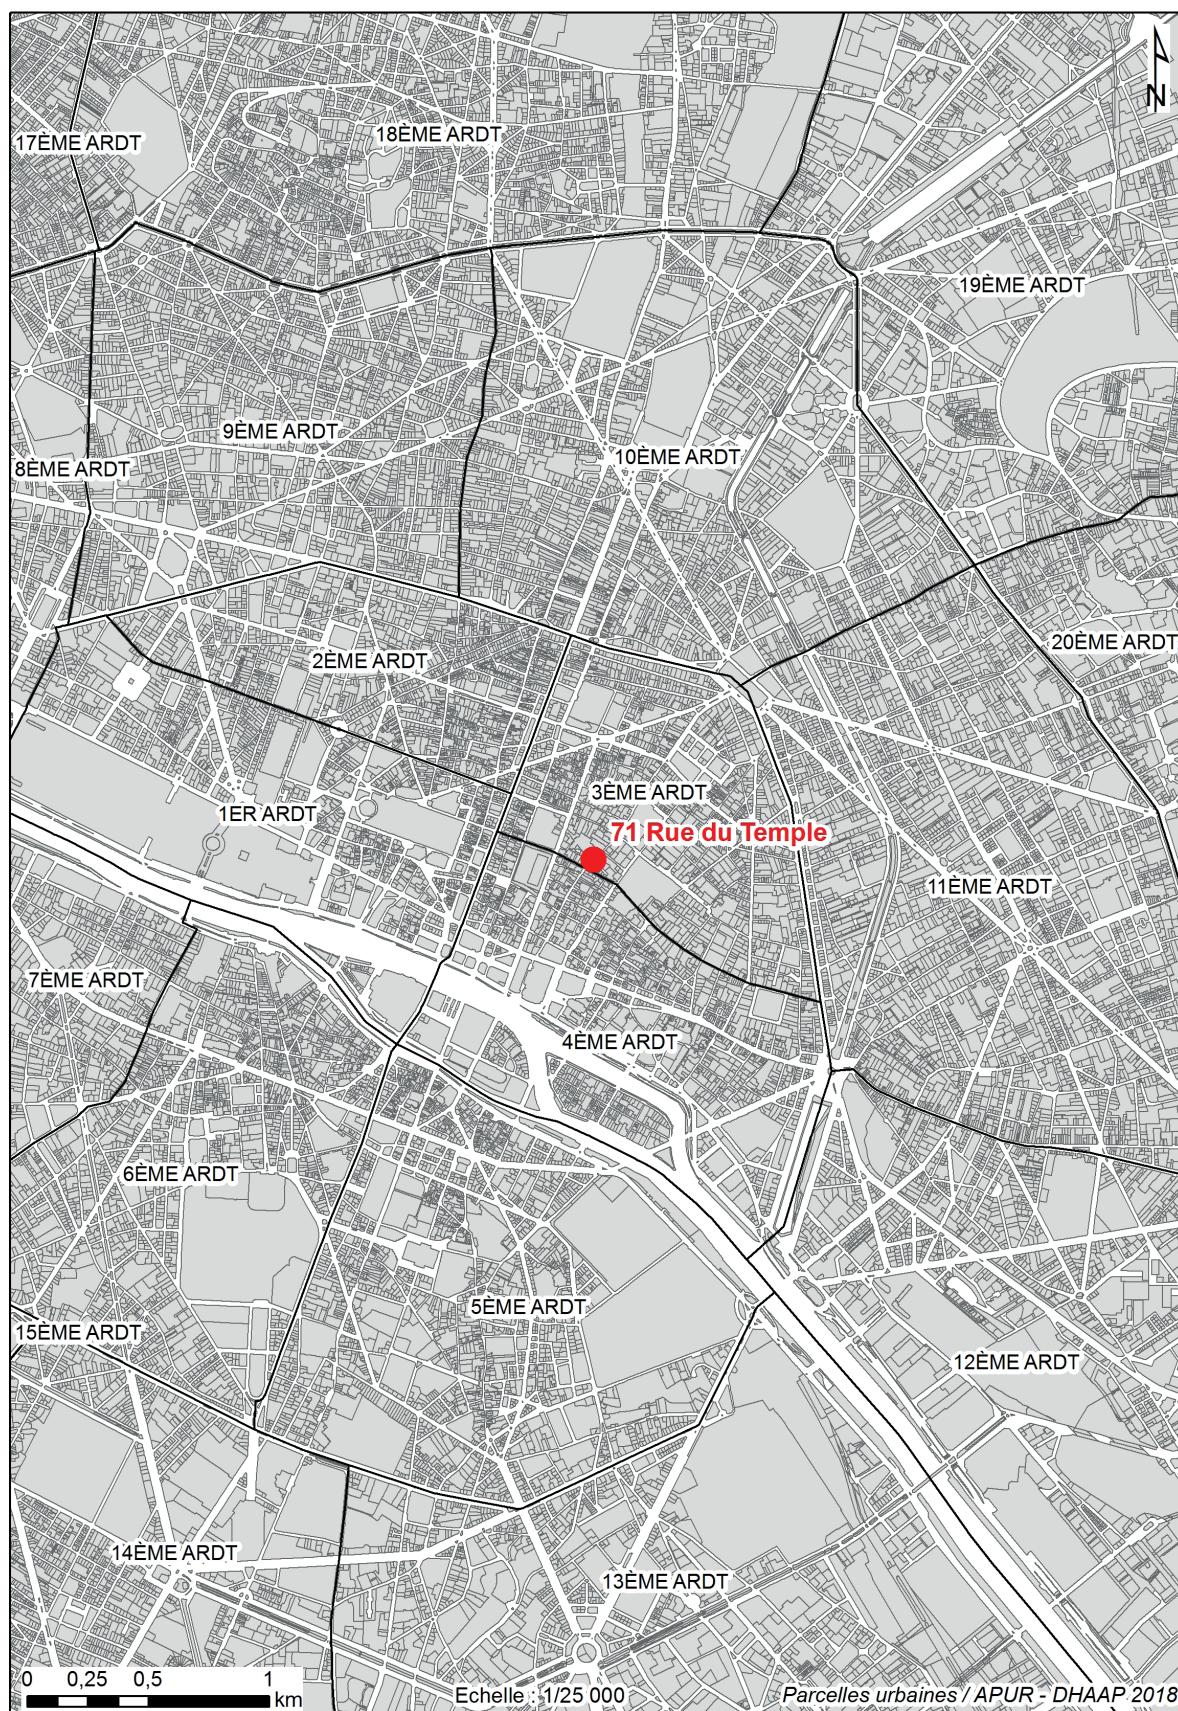 N
18ÈME ARDT
17ÈME ARDT
19ÈME ARDT
9ÈME ARDT
10ÈME ARDT
8ÈME ARDT
20ÈME ARDT
2ÈME ARDT
3ÈME ARDT
1ER ARDT
71 Rue du Temple
11ÈME ARDT
7ÈME ARDT
4ÈME ARDT
6ÈME ARDT
5ÈME ARDT
15ÈME ARDT
12ÈME ARDT
14ÈME ARDT
13ÈME ARDT
0 0,25 0,5 1
km
Echelle : 1/25 000
Parcelles urbaines / APUR - DHAAP 2018